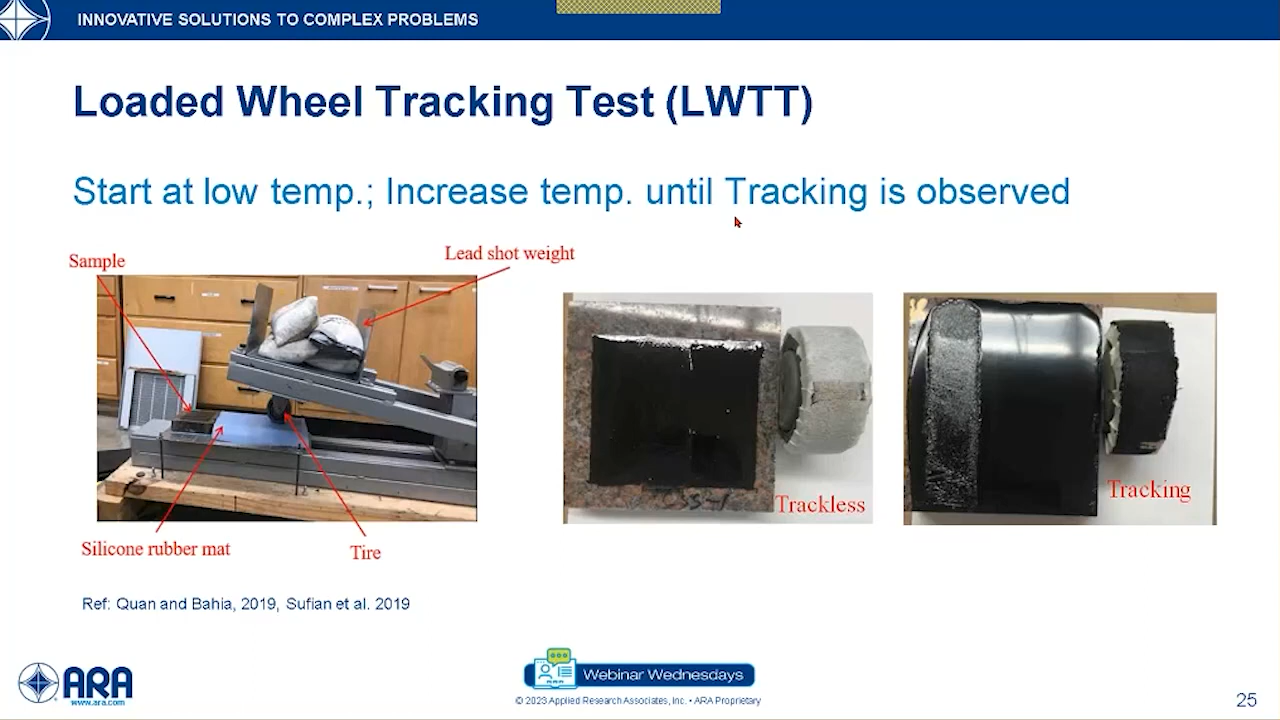 INNOVATIVE SOLUTIONS TO COMPLEX PROBLEMS
Loaded Wheel Tracking Test (LWTT)
Start at low temp.; Increase temp. until Tracking is observed
Sample
Lead shot weight
Trackless
Tracking
Silicone rubber mat
Tire
Ref: Quan and Bahia, 2019, Sufian et al. 2019
ARA
www.ara.com
Webinar Wednesdays
© 2023 Applied Research Associates, Inc. • ARA Proprietary
25